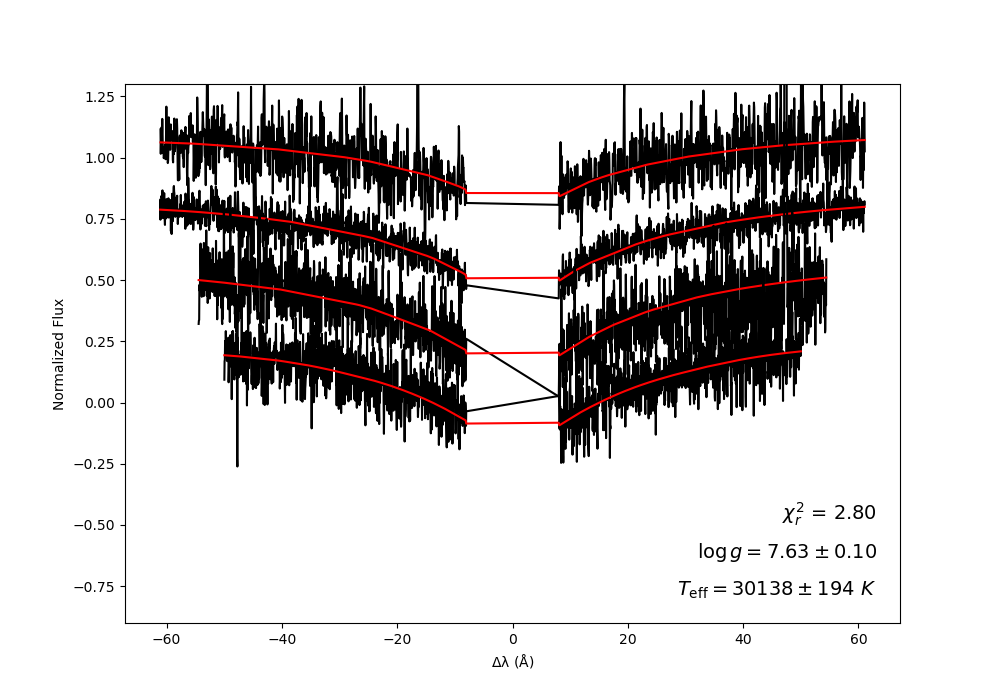 1.25
1.00
0.75
0.50
0.25
0.00
−0.25
−0.50
−0.75
Normalized Flux
χ²ᵣ = 2.80
log g = 7.63 ± 0.10
T_eff = 30138 ± 194 K
−60 −40 −20 0 20 40 60
Δλ (Å)